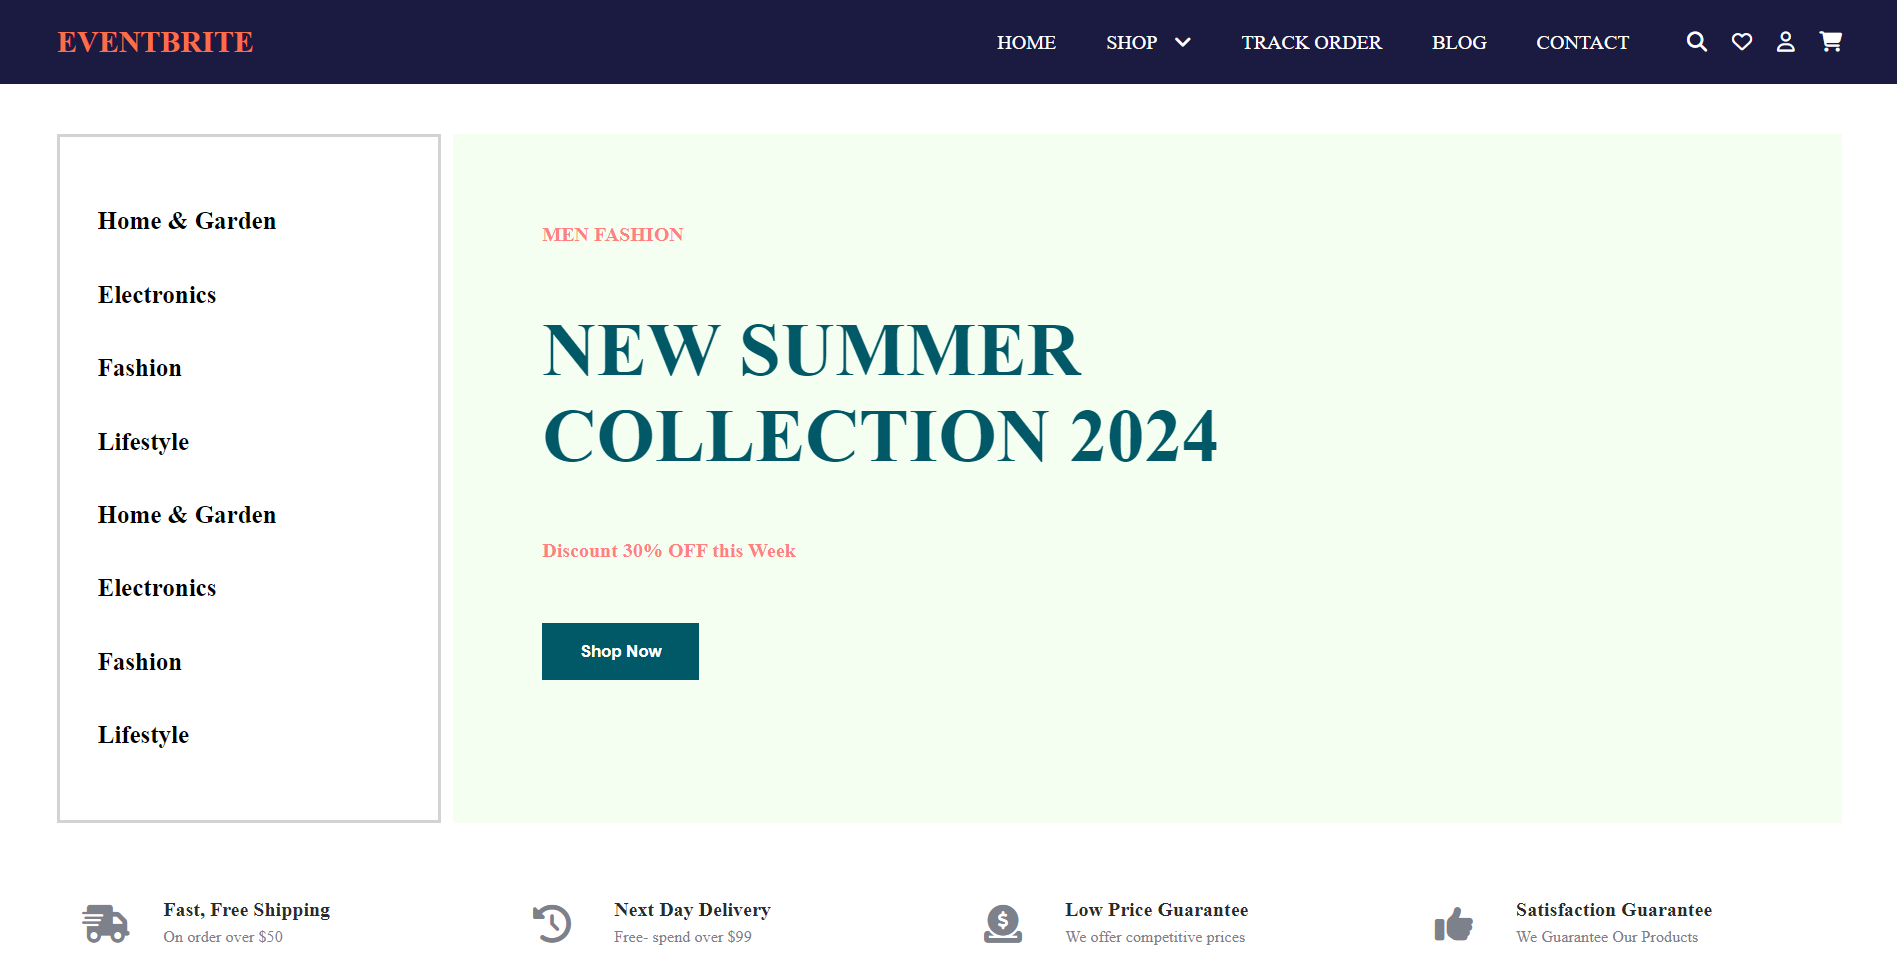 EVENTBRITE
HOME SHOP TRACK ORDER BLOG CONTACT
Home & Garden
Electronics
Fashion
Lifestyle
Home & Garden
Electronics
Fashion
Lifestyle
MEN FASHION
NEW SUMMER
COLLECTION 2024
Discount 30% OFF this Week
Shop Now
Fast, Free Shipping
On order over $50
Next Day Delivery
Free- spend over $99
Low Price Guarantee
We offer competitive prices
Satisfaction Guarantee
We Guarantee Our Products